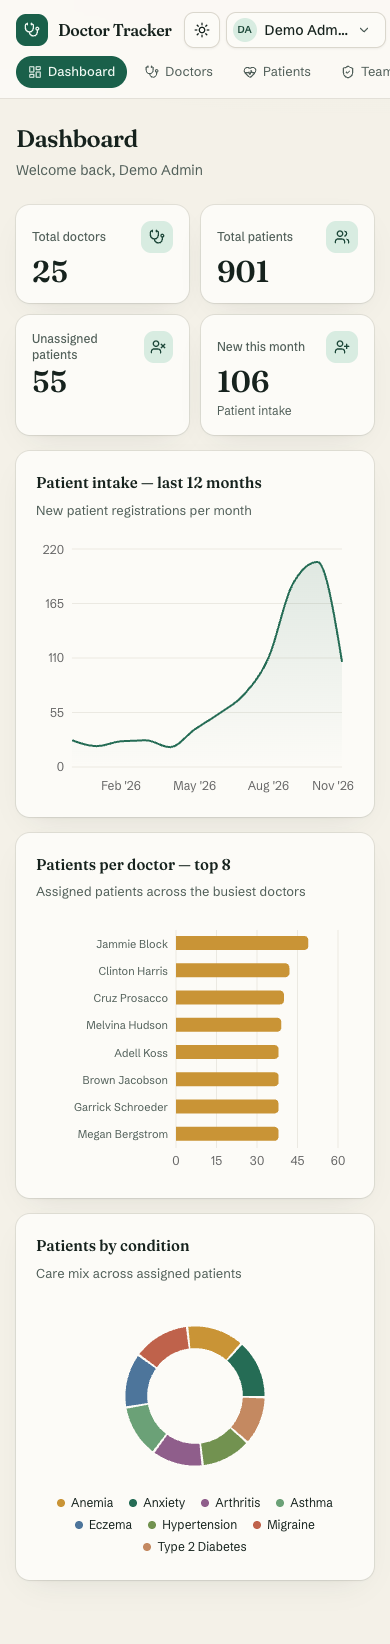 Doctor Tracker
DA Demo Adm...
Dashboard Doctors Patients Team
Dashboard
Welcome back, Demo Admin
Total doctors
25
Total patients
901
Unassigned
patients
55
New this month
106
Patient intake
Patient intake — last 12 months
New patient registrations per month
220
165
110
55
0
Feb '26 May '26 Aug '26 Nov '26
Patients per doctor — top 8
Assigned patients across the busiest doctors
Jammie Block
Clinton Harris
Cruz Prosacco
Melvina Hudson
Adell Koss
Brown Jacobson
Garrick Schroeder
Megan Bergstrom
0 15 30 45 60
Patients by condition
Care mix across assigned patients
Anemia Anxiety Arthritis Asthma
Eczema Hypertension Migraine
Type 2 Diabetes